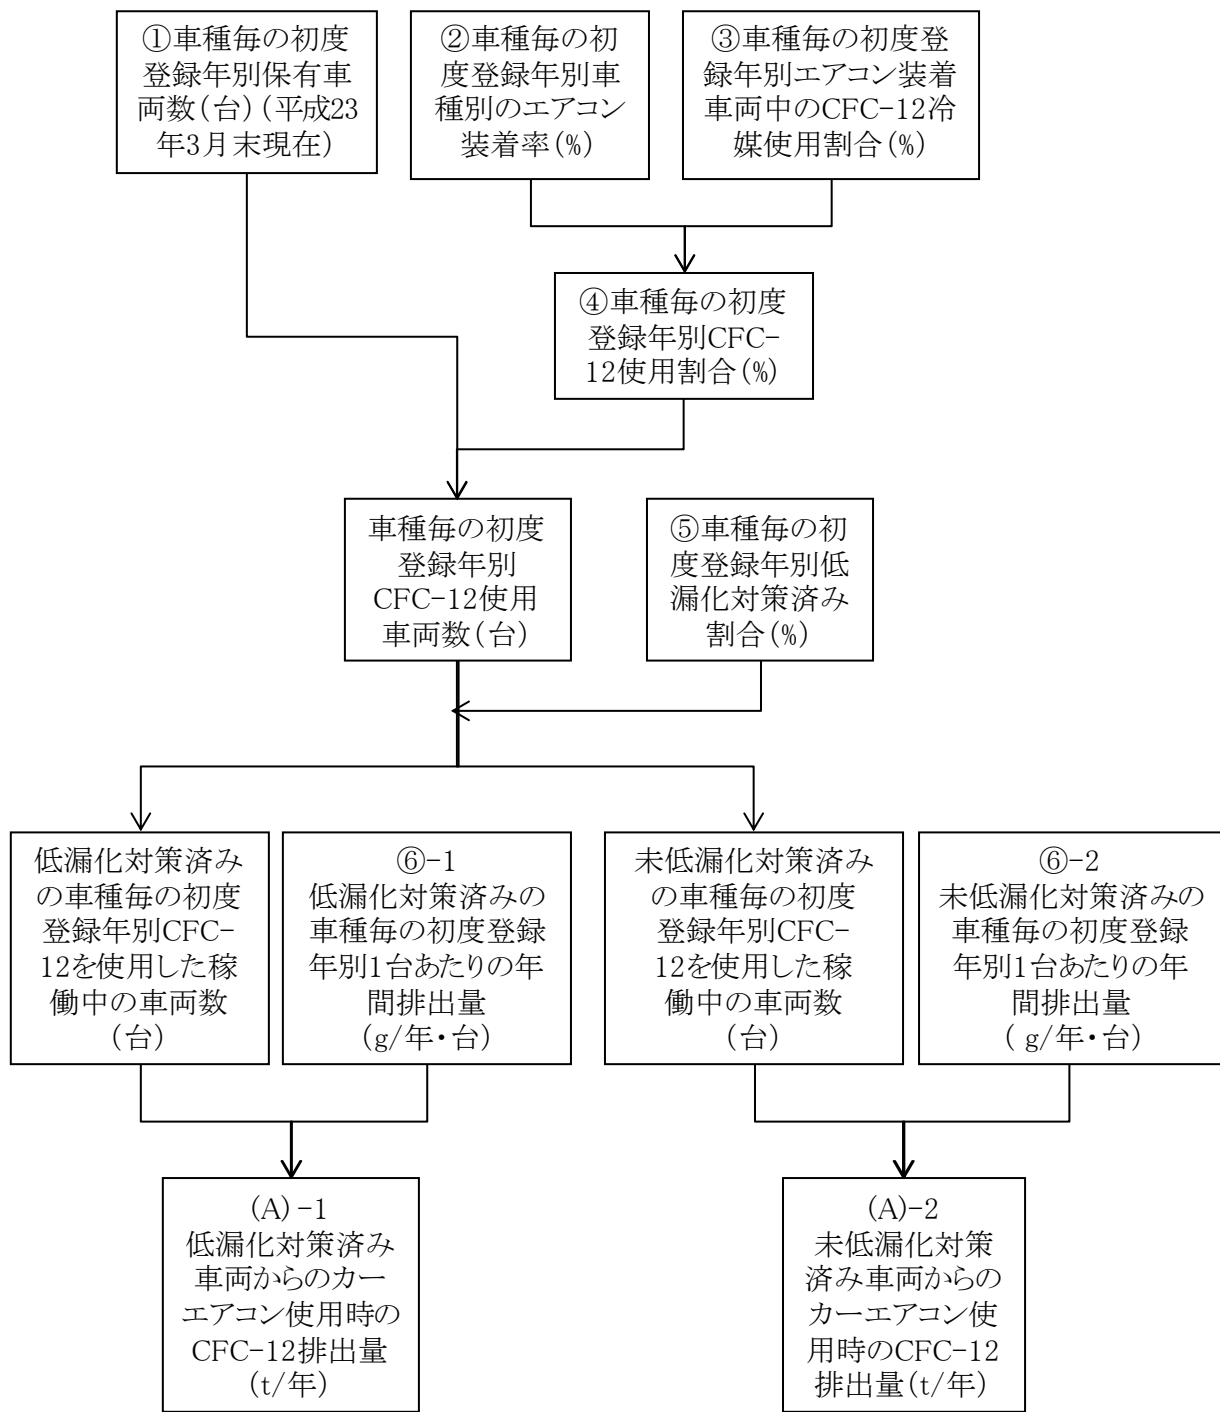 ①車種毎の初度
登録年別保有車
両数(台)(平成23
年3月末現在)
②車種毎の初
度登録年別車
種別のエアコン
装着率(%)
③車種毎の初度登
録年別エアコン装着
車両中のCFC-12冷
媒使用割合(%)
④車種毎の初度
登録年別CFC-
12使用割合(%)
車種毎の初度
登録年別
CFC-12使用
車両数(台)
⑤車種毎の初
度登録年別低
漏化対策済み
割合(%)
低漏化対策済み
の車種毎の初度
登録年別CFC-
12を使用した稼
働中の車両数
(台)
⑥-1
低漏化対策済みの
車種毎の初度登録
年別1台あたりの年
間排出量
(g/年・台)
未低漏化対策済み
の車種毎の初度
登録年別CFC-
12を使用した稼
働中の車両数
(台)
⑥-2
未低漏化対策済みの
車種毎の初度登録
年別1台あたりの年
間排出量
( g/年・台)
(A)-1
低漏化対策済み
車両からのカー
エアコン使用時の
CFC-12排出量
(t/年)
(A)-2
未低漏化対策
済み車両からの
カーエアコン使
用時のCFC-12
排出量(t/年)